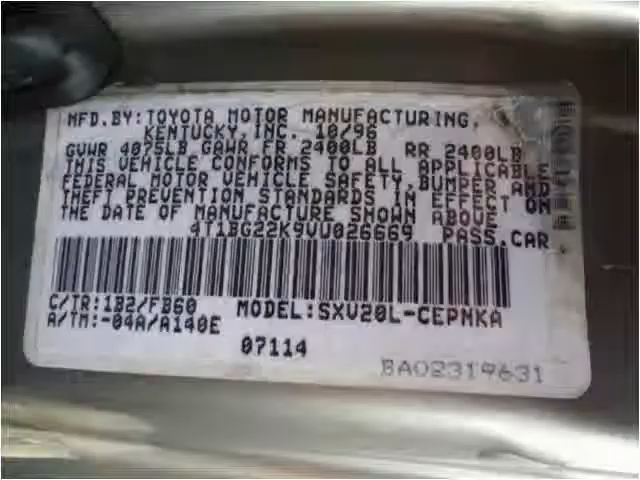 MFD.BY:TOYOTA MOTOR MANUFACTURING,
KENTUCKY,INC. 10/96
GVWR 4075LB GAWR FR 2400LB RR 2400LB
THIS VEHICLE CONFORMS TO ALL APPLICABLE
FEDERAL MOTOR VEHICLE SAFETY,BUMPER AND
THEFT PREVENTION STANDARDS IN EFFECT ON
THE DATE OF MANUFACTURE SHOWN ABOVE.
4T1BG22K9VU026669 PASS.CAR
C/TR:1B2/FB60 MODEL:SXV20L-CEPNKA
A/TM:-04A/A140E
07114
BA02319631